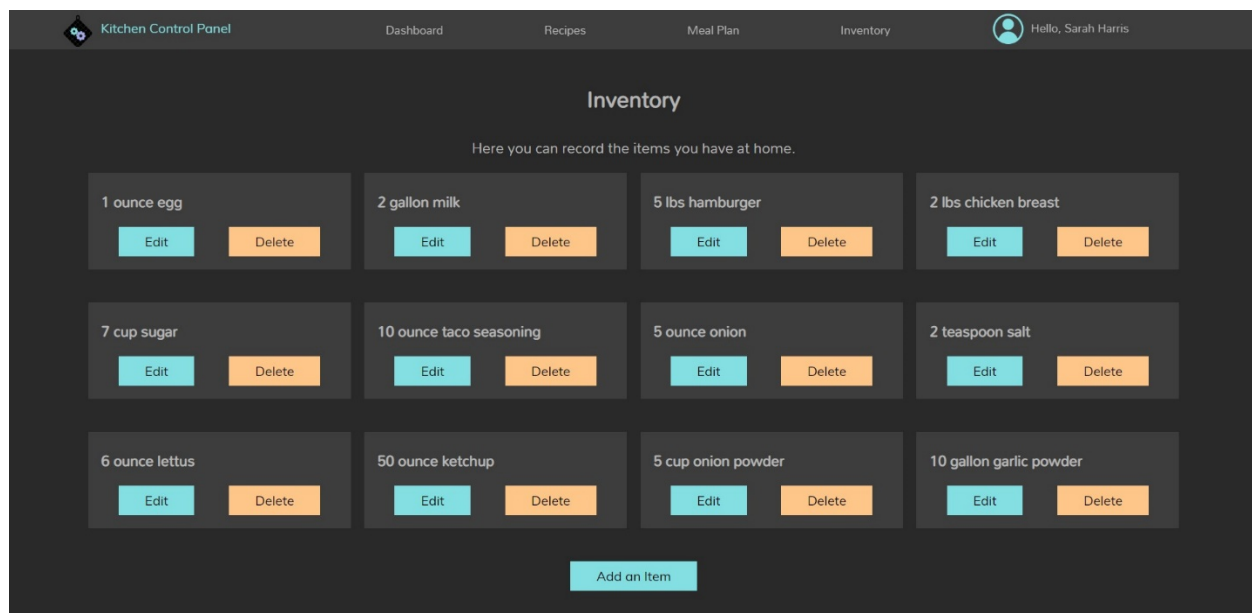 Kitchen Control Panel Dashboard Recipes Meal Plan Inventory Hello, Sarah Harris
Inventory
Here you can record the items you have at home.
1 ounce egg
Edit Delete
2 gallon milk
Edit Delete
5 lbs hamburger
Edit Delete
2 lbs chicken breast
Edit Delete
7 cup sugar
Edit Delete
10 ounce taco seasoning
Edit Delete
5 ounce onion
Edit Delete
2 teaspoon salt
Edit Delete
6 ounce lettus
Edit Delete
50 ounce ketchup
Edit Delete
5 cup onion powder
Edit Delete
10 gallon garlic powder
Edit Delete
Add an Item